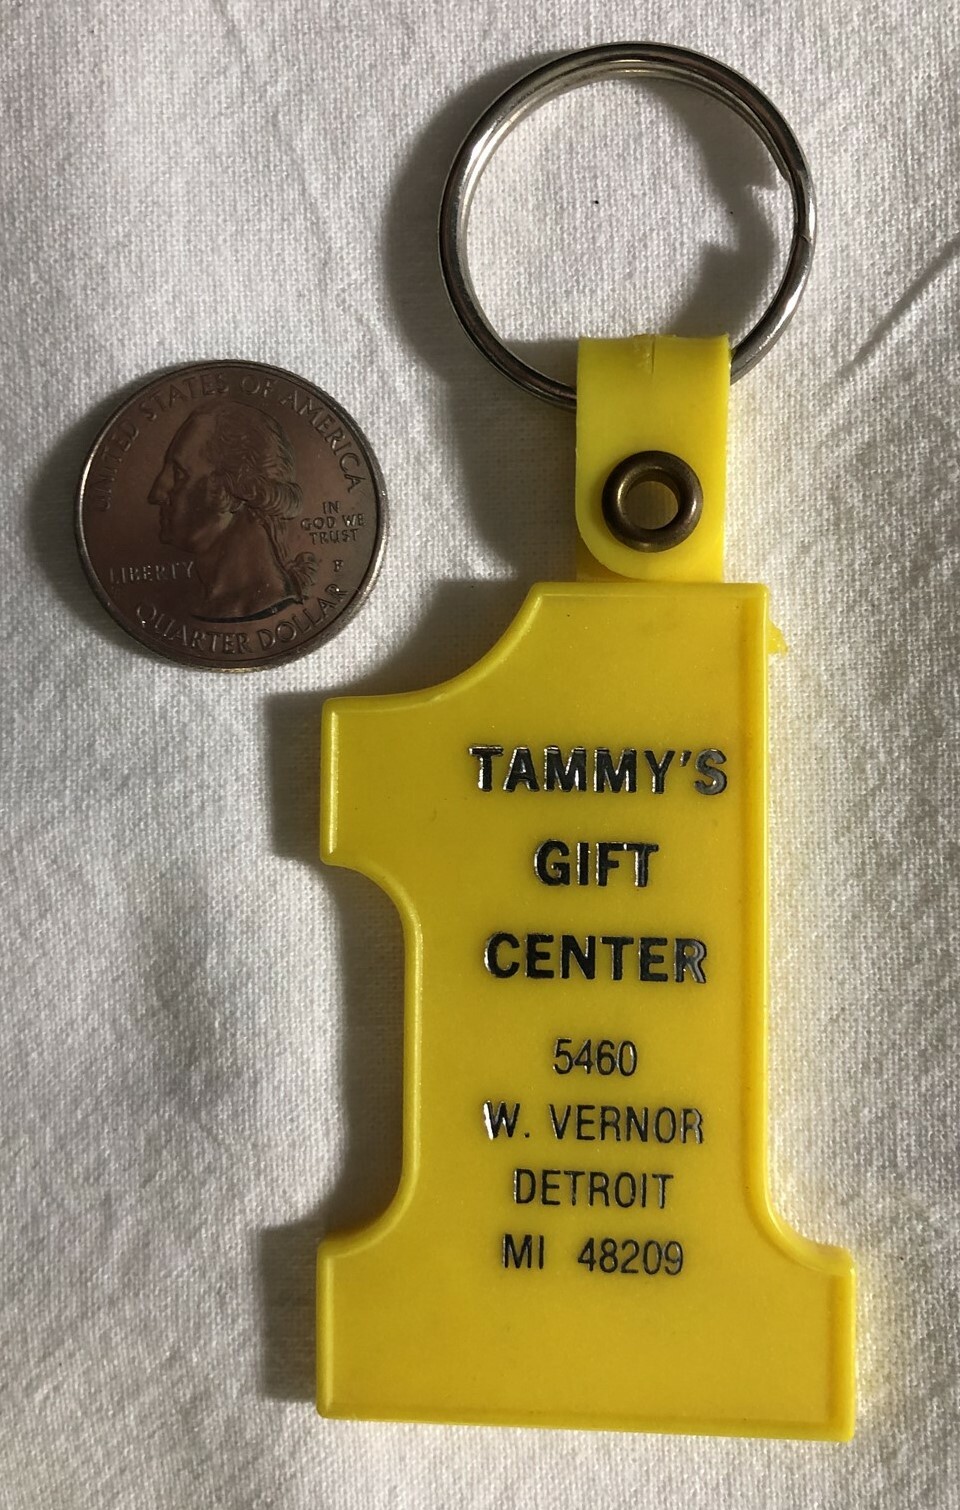 UNITED STATES OF AMERICA
IN
GOD WE
TRUST
LIBERTY
P
QUARTER DOLLAR
TAMMY'S
GIFT
CENTER
5460
W. VERNOR
DETROIT
MI 48209